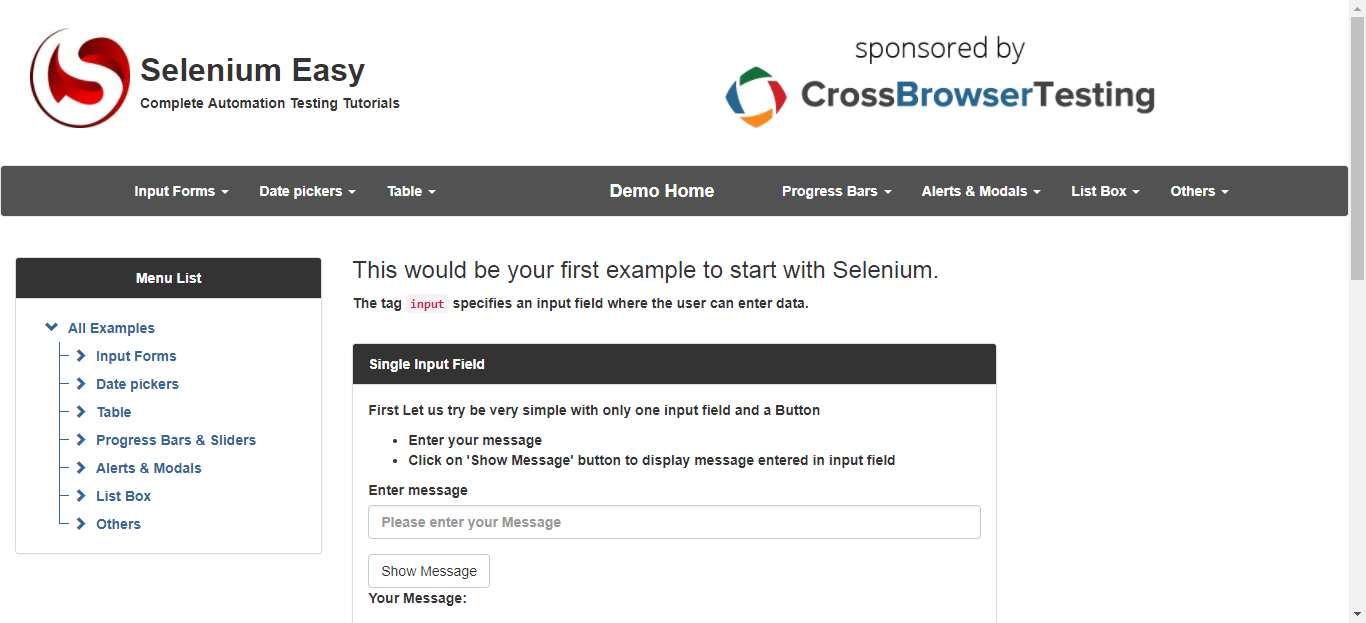 Selenium Easy
Complete Automation Testing Tutorials
sponsored by
CrossBrowserTesting
Input Forms Date pickers Table Demo Home Progress Bars Alerts & Modals List Box Others
Menu List
All Examples
Input Forms
Date pickers
Table
Progress Bars & Sliders
Alerts & Modals
List Box
Others
This would be your first example to start with Selenium.
The tag input specifies an input field where the user can enter data.
Single Input Field
First Let us try be very simple with only one input field and a Button
Enter your message
Click on 'Show Message' button to display message entered in input field
Enter message
Please enter your Message
Show Message
Your Message: